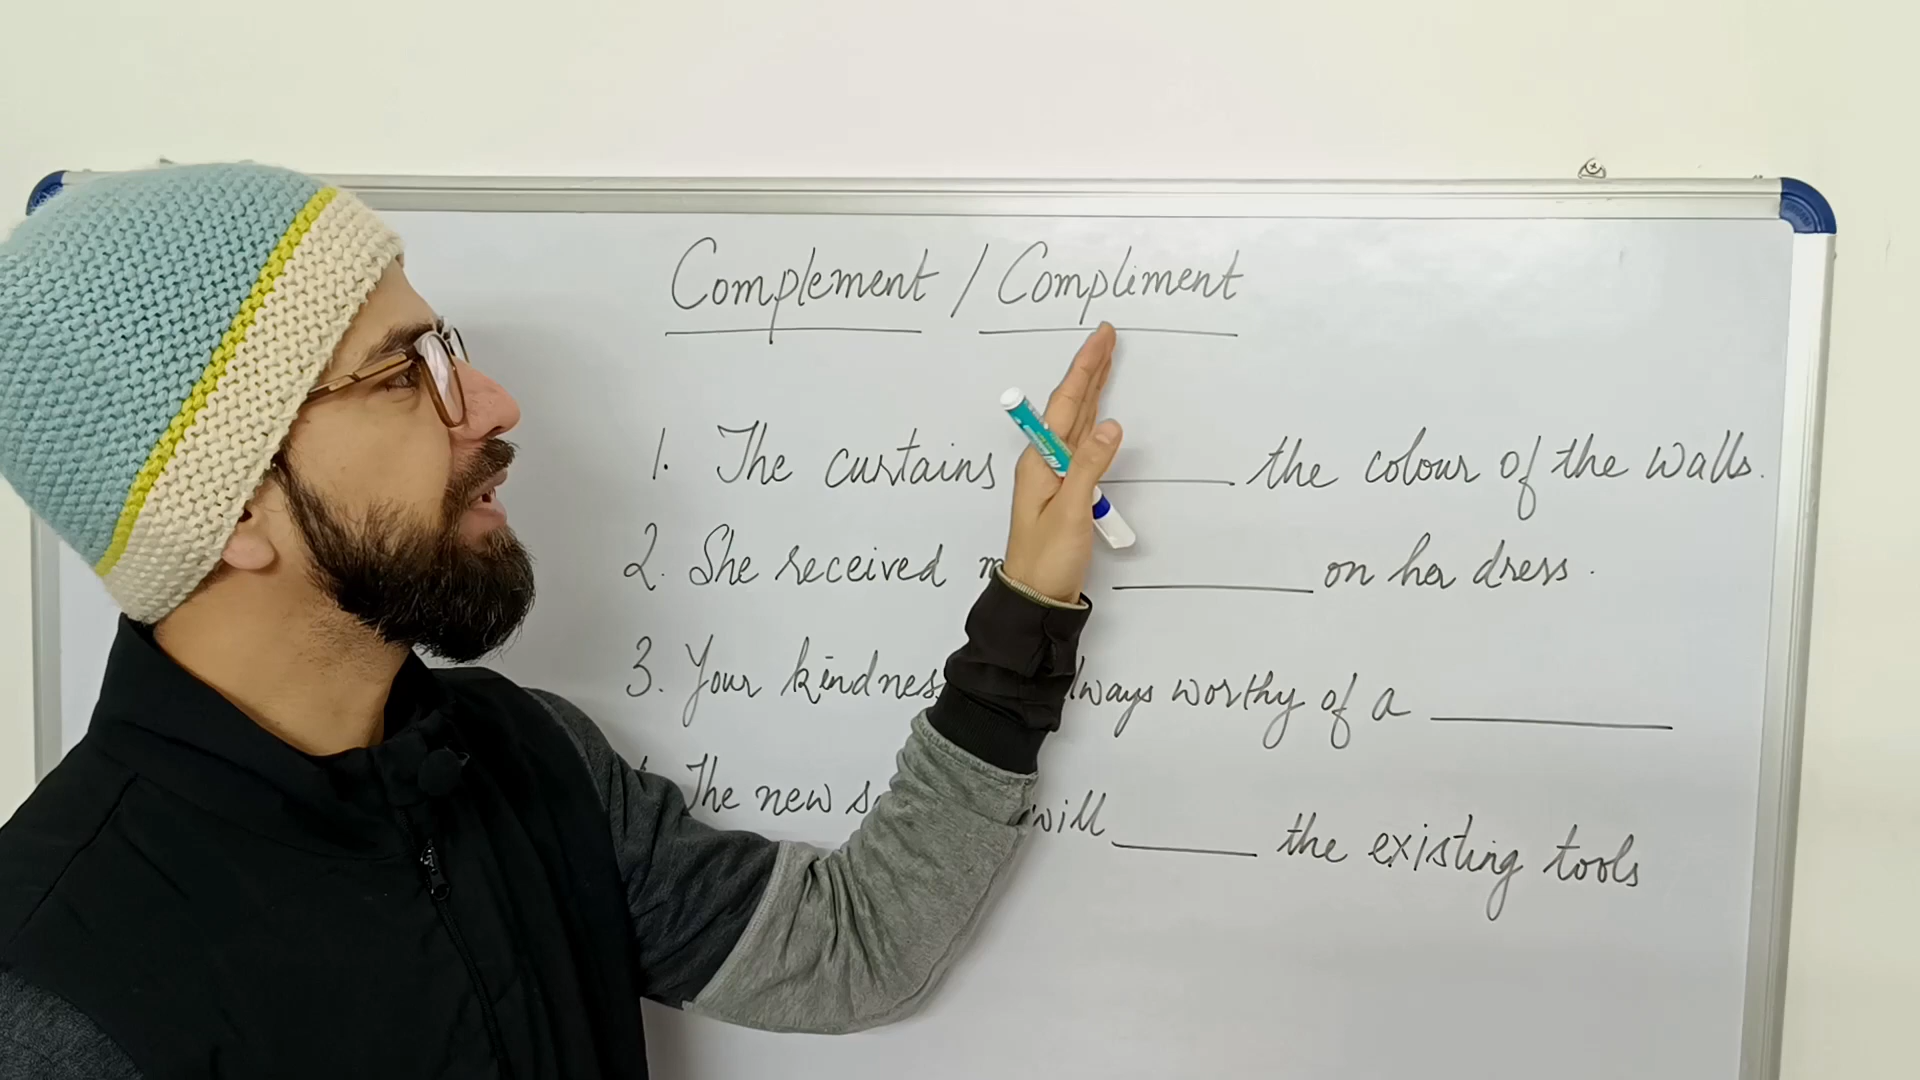 Complement / Compliment
1. The curtains ______ the colour of the walls.
2. She received ______ on her dress.
3. Your kindness always worthy of a ______
The new will ______ the existing tools